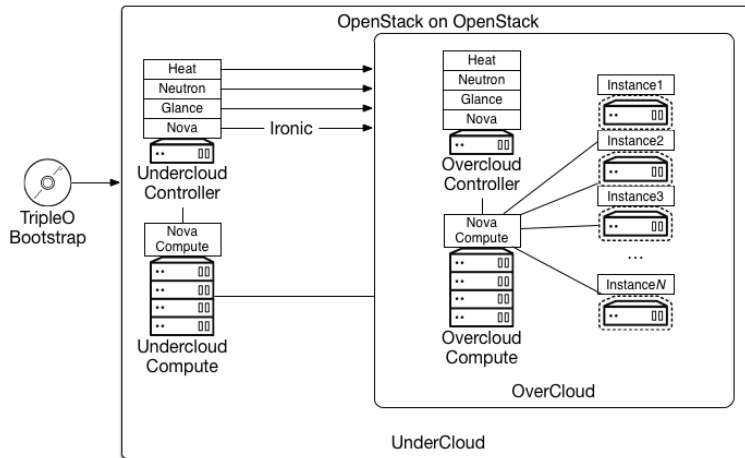 OpenStack on OpenStack
Heat
Neutron
Glance
Nova
Ironic
Undercloud
Controller
TripleO
Bootstrap
Nova
Compute
Undercloud
Compute
Heat
Neutron
Glance
Nova
Overcloud
Controller
Nova
Compute
Overcloud
Compute
Instance1
Instance2
Instance3
...
InstanceN
OverCloud
UnderCloud